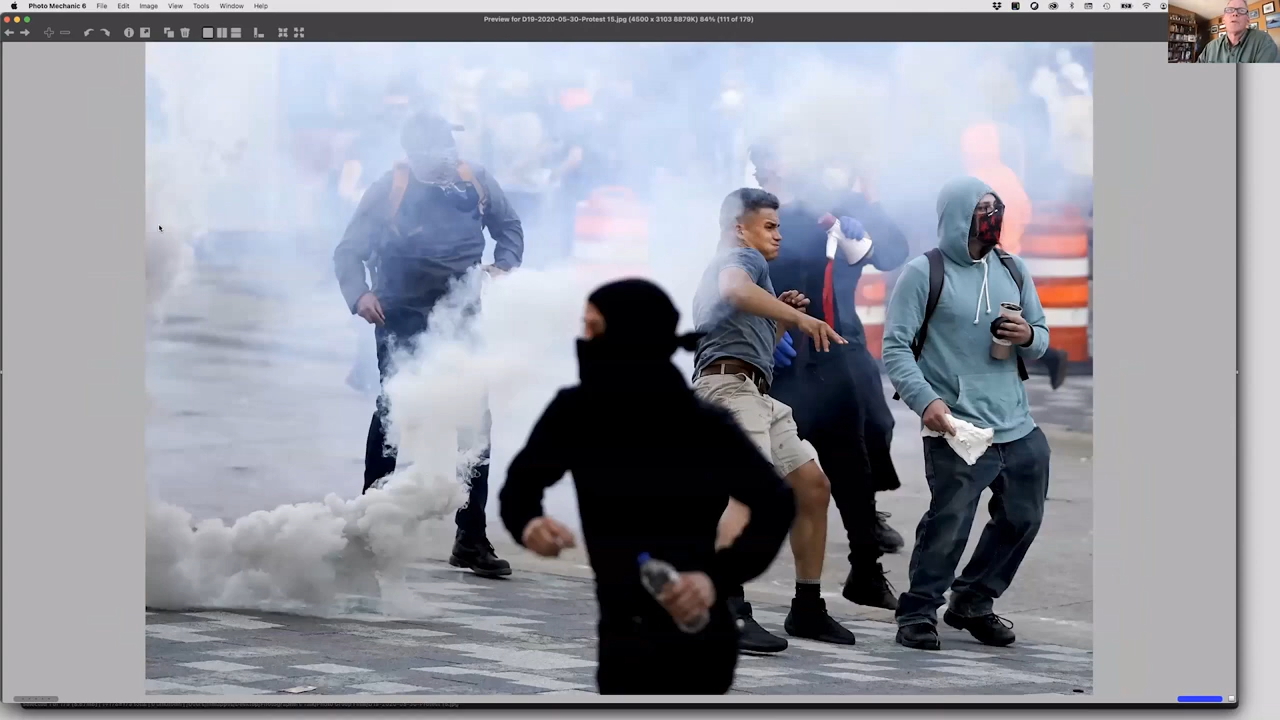 Photo Mechanic 6 File Edit Image View Tools Window Help
Preview for D19-2020-05-30-Protest 15.jpg (4500 x 3103 8879K) 84% (111 of 179)